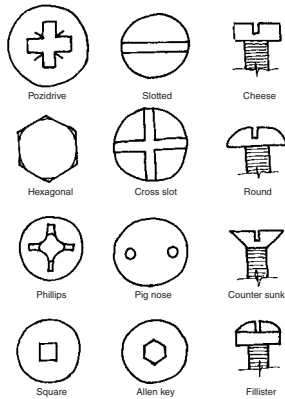 Pozidrive Slotted Cheese
Hexagonal Cross slot Round
Phillips Pig nose Counter sunk
Square Allen key Fillister